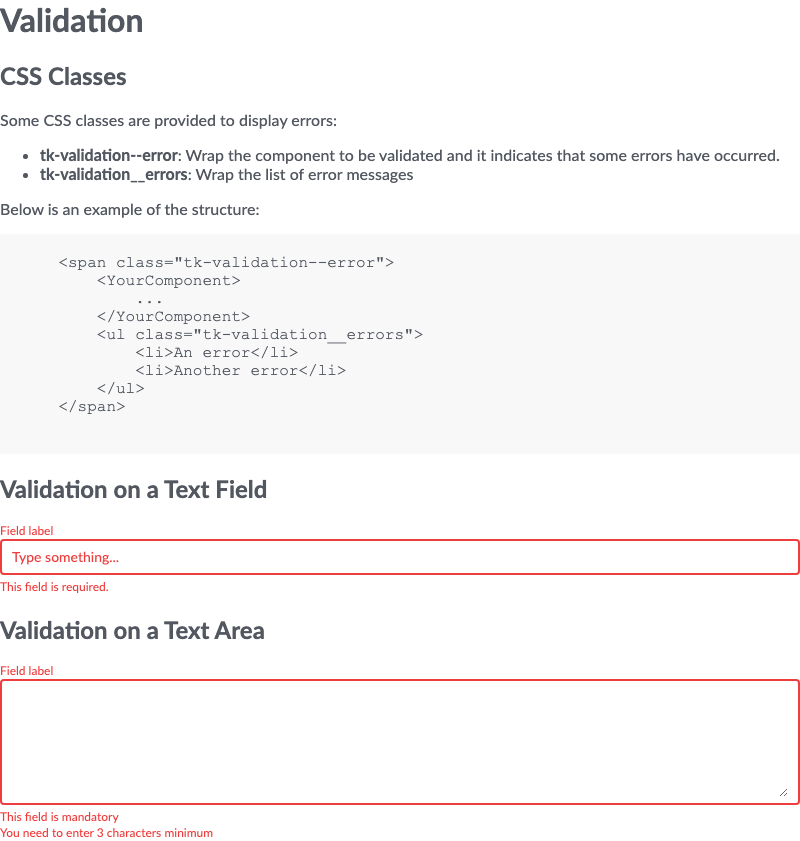 Validation
CSS Classes
Some CSS classes are provided to display errors:
• tk-validation--error: Wrap the component to be validated and it indicates that some errors have occurred.
• tk-validation__errors: Wrap the list of error messages
Below is an example of the structure:
<span class="tk-validation--error">
    <YourComponent>
        ...
    </YourComponent>
    <ul class="tk-validation__errors">
        <li>An error</li>
        <li>Another error</li>
    </ul>
</span>
Validation on a Text Field
Field label
Type something...
This field is required.
Validation on a Text Area
Field label
This field is mandatory
You need to enter 3 characters minimum